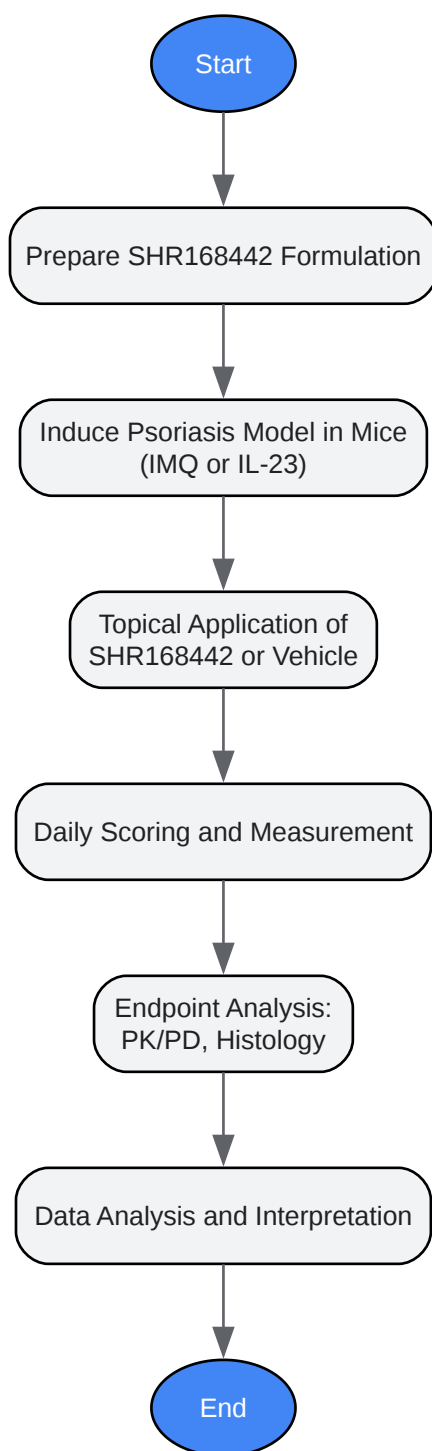 Start
Prepare SHR168442 Formulation
Induce Psoriasis Model in Mice
(IMQ or IL-23)
Topical Application of
SHR168442 or Vehicle
Daily Scoring and Measurement
Endpoint Analysis:
PK/PD, Histology
Data Analysis and Interpretation
End